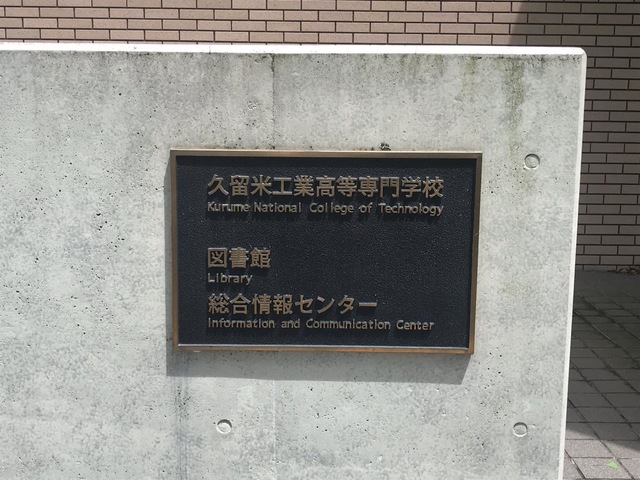 久留米工業高等専門学校
Kurume National College of Technology
図書館
Library
総合情報センター
Information and Communication Center